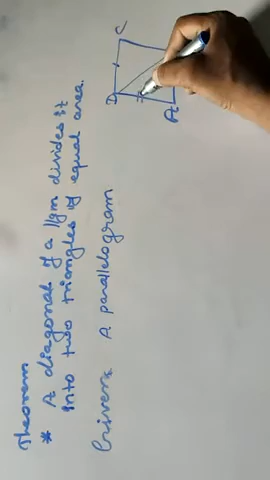 Theorem
* A diagonal of a ||gm divides it
into two triangles of equal area.
Given: A parallelogram
D
C
A